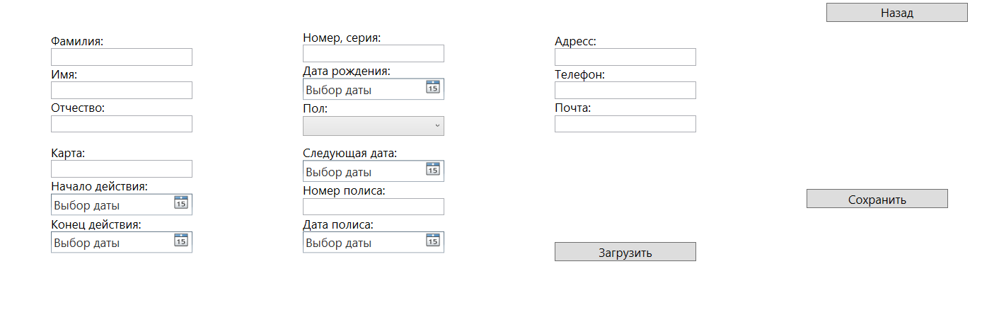 Назад
Фамилия:
Имя:
Отчество:
Номер, серия:
Дата рождения:
Выбор даты 15
Пол:
Адресс:
Телефон:
Почта:
Карта:
Начало действия:
Выбор даты 15
Конец действия:
Выбор даты 15
Следующая дата:
Выбор даты 15
Номер полиса:
Дата полиса:
Выбор даты 15
Загрузить
Сохранить